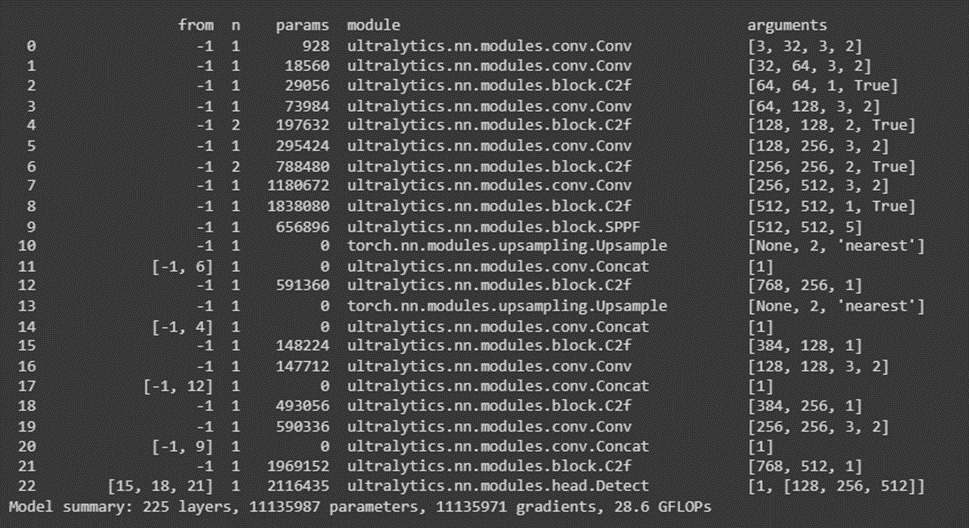 from n params module arguments
0 -1 1 928 ultralytics.nn.modules.conv.Conv [3, 32, 3, 2]
1 -1 1 18560 ultralytics.nn.modules.conv.Conv [32, 64, 3, 2]
2 -1 1 29056 ultralytics.nn.modules.block.C2f [64, 64, 1, True]
3 -1 1 73984 ultralytics.nn.modules.conv.Conv [64, 128, 3, 2]
4 -1 2 197632 ultralytics.nn.modules.block.C2f [128, 128, 2, True]
5 -1 1 295424 ultralytics.nn.modules.conv.Conv [128, 256, 3, 2]
6 -1 2 788480 ultralytics.nn.modules.block.C2f [256, 256, 2, True]
7 -1 1 1180672 ultralytics.nn.modules.conv.Conv [256, 512, 3, 2]
8 -1 1 1838080 ultralytics.nn.modules.block.C2f [512, 512, 1, True]
9 -1 1 656896 ultralytics.nn.modules.block.SPPF [512, 512, 5]
10 -1 1 0 torch.nn.modules.upsampling.Upsample [None, 2, 'nearest']
11 [-1, 6] 1 0 ultralytics.nn.modules.conv.Concat [1]
12 -1 1 591360 ultralytics.nn.modules.block.C2f [768, 256, 1]
13 -1 1 0 torch.nn.modules.upsampling.Upsample [None, 2, 'nearest']
14 [-1, 4] 1 0 ultralytics.nn.modules.conv.Concat [1]
15 -1 1 148224 ultralytics.nn.modules.block.C2f [384, 128, 1]
16 -1 1 147712 ultralytics.nn.modules.conv.Conv [128, 128, 3, 2]
17 [-1, 12] 1 0 ultralytics.nn.modules.conv.Concat [1]
18 -1 1 493056 ultralytics.nn.modules.block.C2f [384, 256, 1]
19 -1 1 590336 ultralytics.nn.modules.conv.Conv [256, 256, 3, 2]
20 [-1, 9] 1 0 ultralytics.nn.modules.conv.Concat [1]
21 -1 1 1969152 ultralytics.nn.modules.block.C2f [768, 512, 1]
22 [15, 18, 21] 1 2116435 ultralytics.nn.modules.head.Detect [1, [128, 256, 512]]
Model summary: 225 layers, 11135987 parameters, 11135971 gradients, 28.6 GFLOPs